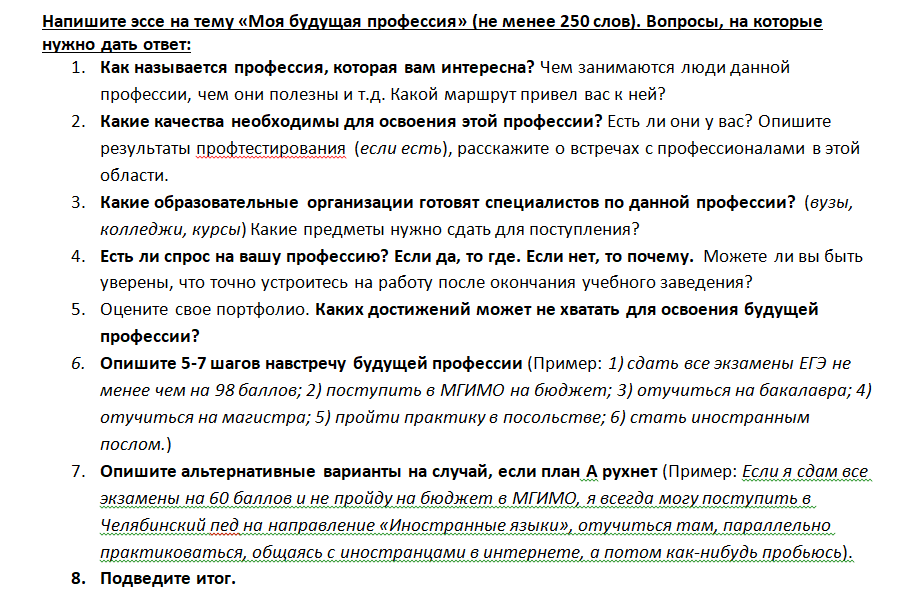 Напишите эссе на тему «Моя будущая профессия» (не менее 250 слов). Вопросы, на которые
нужно дать ответ:
1. Как называется профессия, которая вам интересна? Чем занимаются люди данной
профессии, чем они полезны и т.д. Какой маршрут привел вас к ней?
2. Какие качества необходимы для освоения этой профессии? Есть ли они у вас? Опишите
результаты профтестирования (если есть), расскажите о встречах с профессионалами в этой
области.
3. Какие образовательные организации готовят специалистов по данной профессии? (вузы,
колледжи, курсы) Какие предметы нужно сдать для поступления?
4. Есть ли спрос на вашу профессию? Если да, то где. Если нет, то почему. Можете ли вы быть
уверены, что точно устроитесь на работу после окончания учебного заведения?
5. Оцените свое портфолио. Каких достижений может не хватать для освоения будущей
профессии?
6. Опишите 5-7 шагов навстречу будущей профессии (Пример: 1) сдать все экзамены ЕГЭ не
менее чем на 98 баллов; 2) поступить в МГИМО на бюджет; 3) отучиться на бакалавра; 4)
отучиться на магистра; 5) пройти практику в посольстве; 6) стать иностранным
послом.)
7. Опишите альтернативные варианты на случай, если план А рухнет (Пример: Если я сдам все
экзамены на 60 баллов и не пройду на бюджет в МГИМО, я всегда могу поступить в
Челябинский пед на направление «Иностранные языки», отучиться там, параллельно
практиковаться, общаясь с иностранцами в интернете, а потом как-нибудь пробьюсь).
8. Подведите итог.